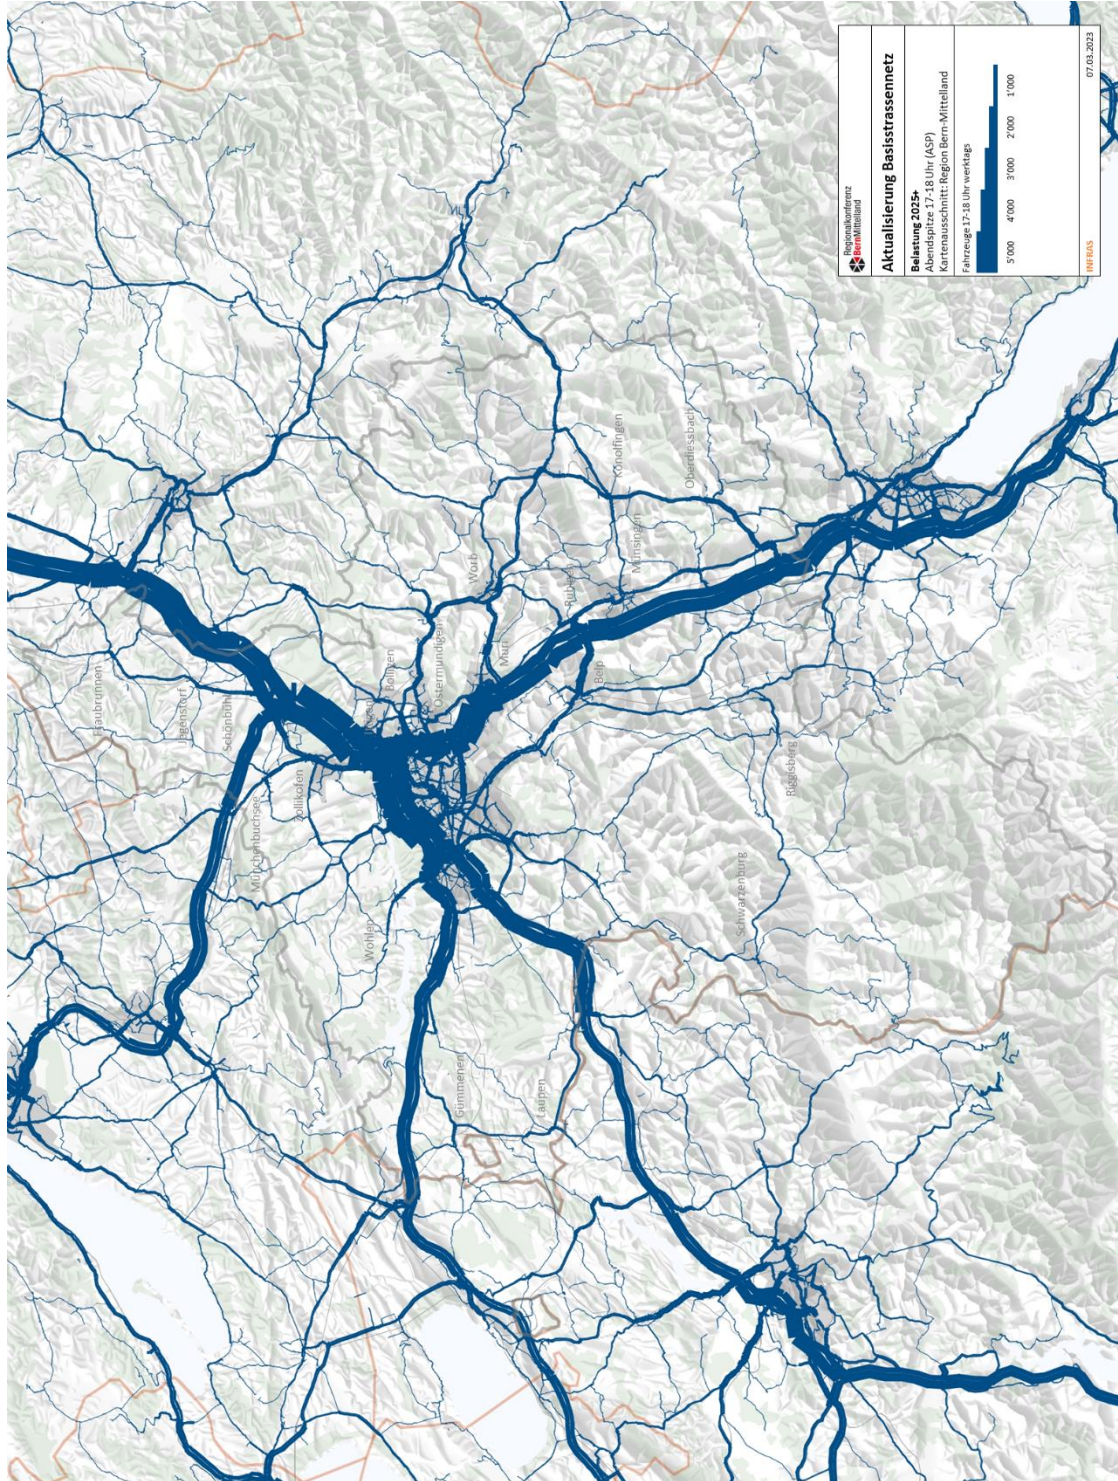 Regionalkonferenz
BernMittelland
Aktualisierung Basisstrassennetz
Belastung 2025+
Abendspitze 17-18 Uhr (ASP)
Kartenausschnitt: Region Bern-Mittelland
Fahrzeuge 17-18 Uhr werktags
5'000 4'000 3'000 2'000 1'000
INFRAS 07.03.2023
Fraubrunnen
Jegenstorf
Schönbühl
Münchenbuchsee
Zollikofen
Bolligen
Ostermundigen
Worb
Muri
Wohlen
Gümmenen
Laupen
Belp
Rubigen
Münsingen
Konolfingen
Oberdiessbach
Riggisberg
Schwarzenburg